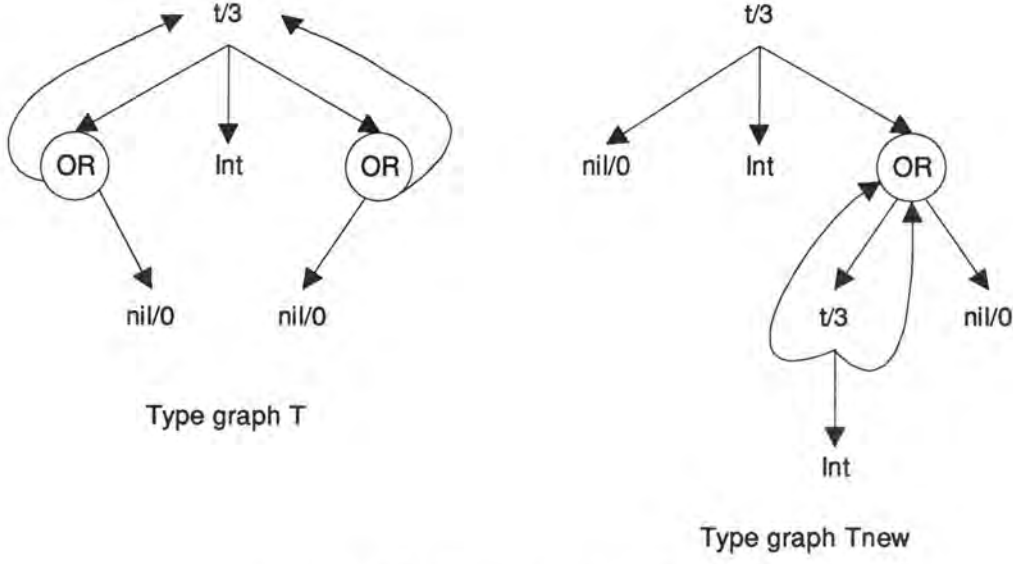 t/3 t/3
OR Int OR nil/0 Int OR
nil/0 nil/0 t/3 nil/0
Type graph T
Int
Type graph Tnew